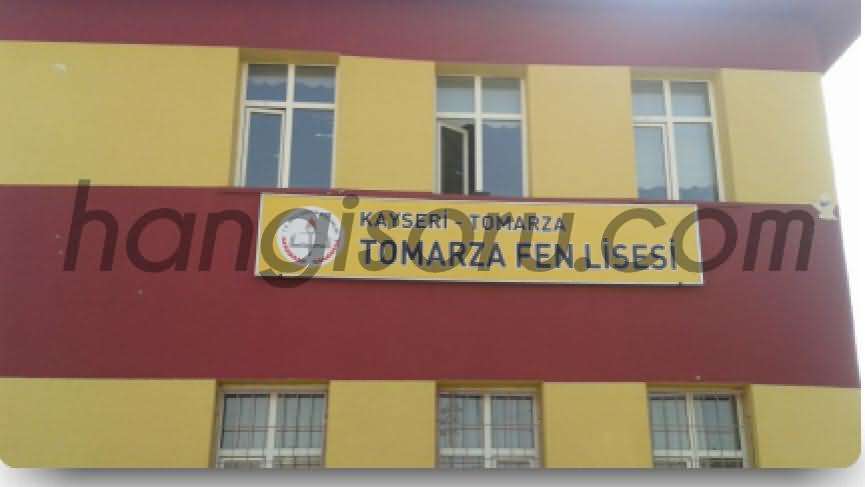 KAYSERİ - TOMARZA
TOMARZA FEN LİSESİ
hangisoru.com